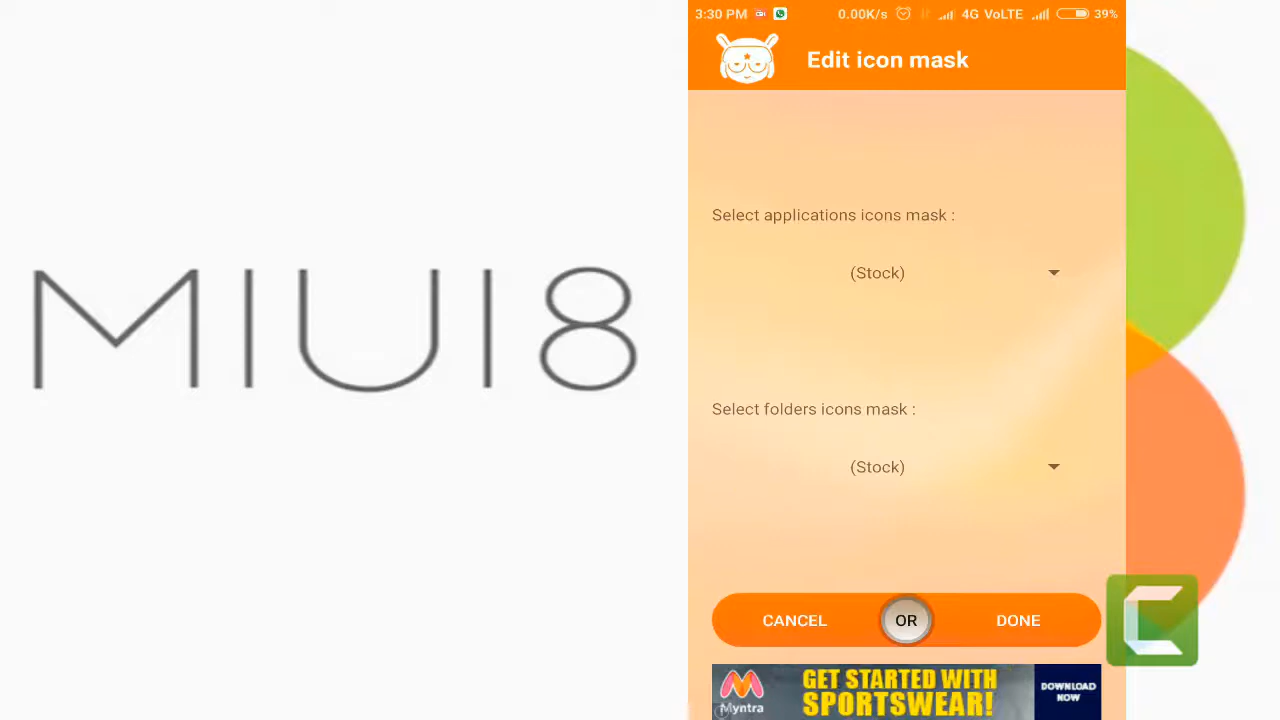 MIUI8
3:30 PM 0.00K/s 4G VoLTE 39%
Edit icon mask
Select applications icons mask :
(Stock)
Select folders icons mask :
(Stock)
CANCEL OR DONE
Myntra
GET STARTED WITH
SPORTSWEAR!
DOWNLOAD
NOW